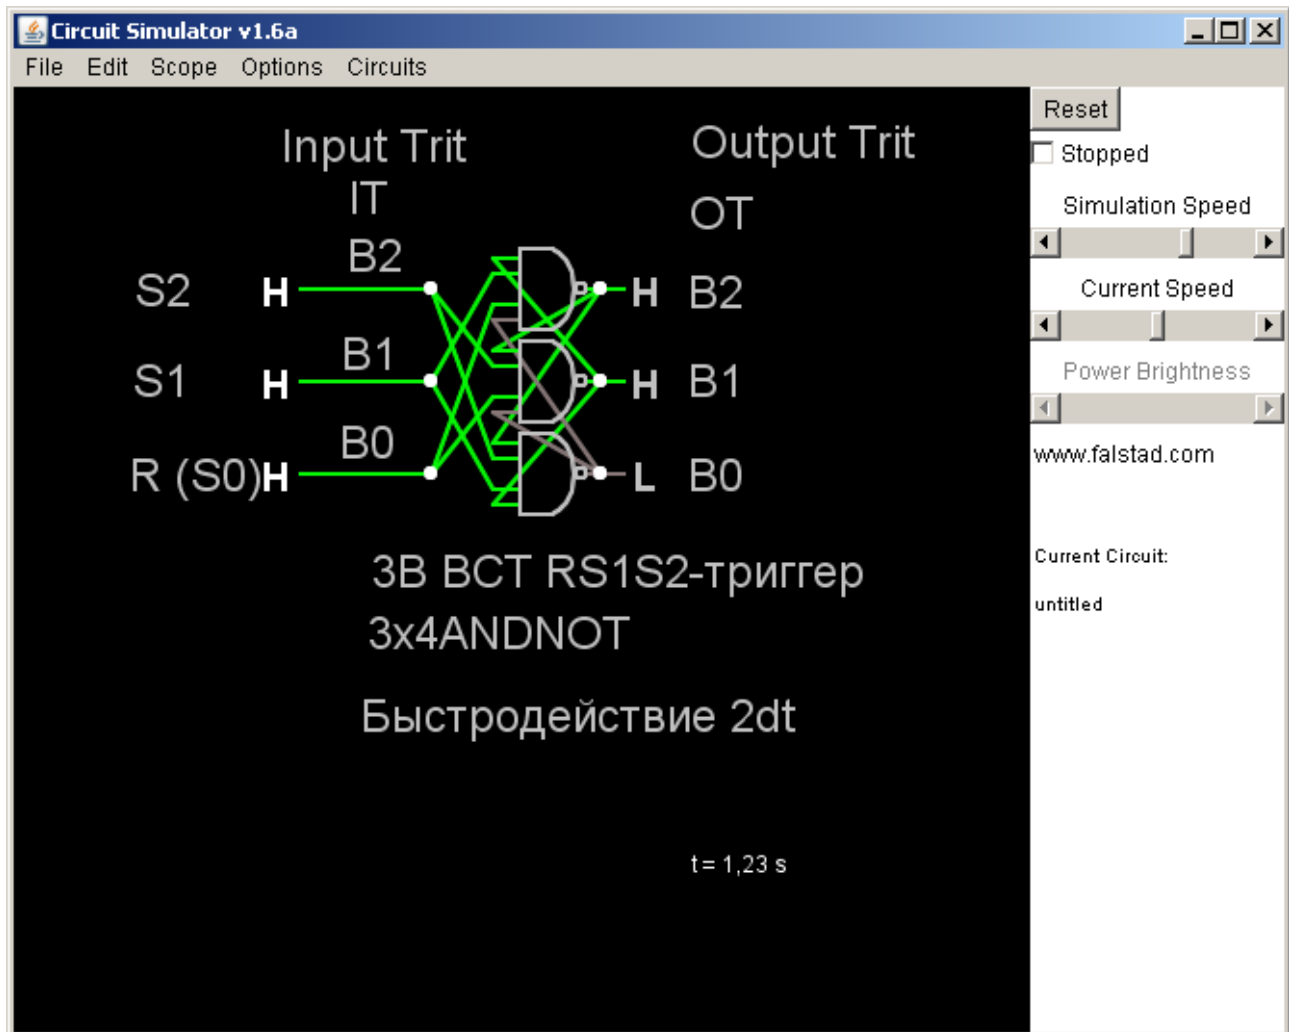 Circuit Simulator v1.6a
File Edit Scope Options Circuits
Reset
Stopped
Simulation Speed
Current Speed
Power Brightness
www.falstad.com
Current Circuit:
untitled
Input Trit
IT
Output Trit
OT
S2 H B2 H B2
S1 H B1 H B1
R (S0) H B0 L B0
3B BCT RS1S2-триггер
3x4ANDNOT
Быстродействие 2dt
t = 1,23 s